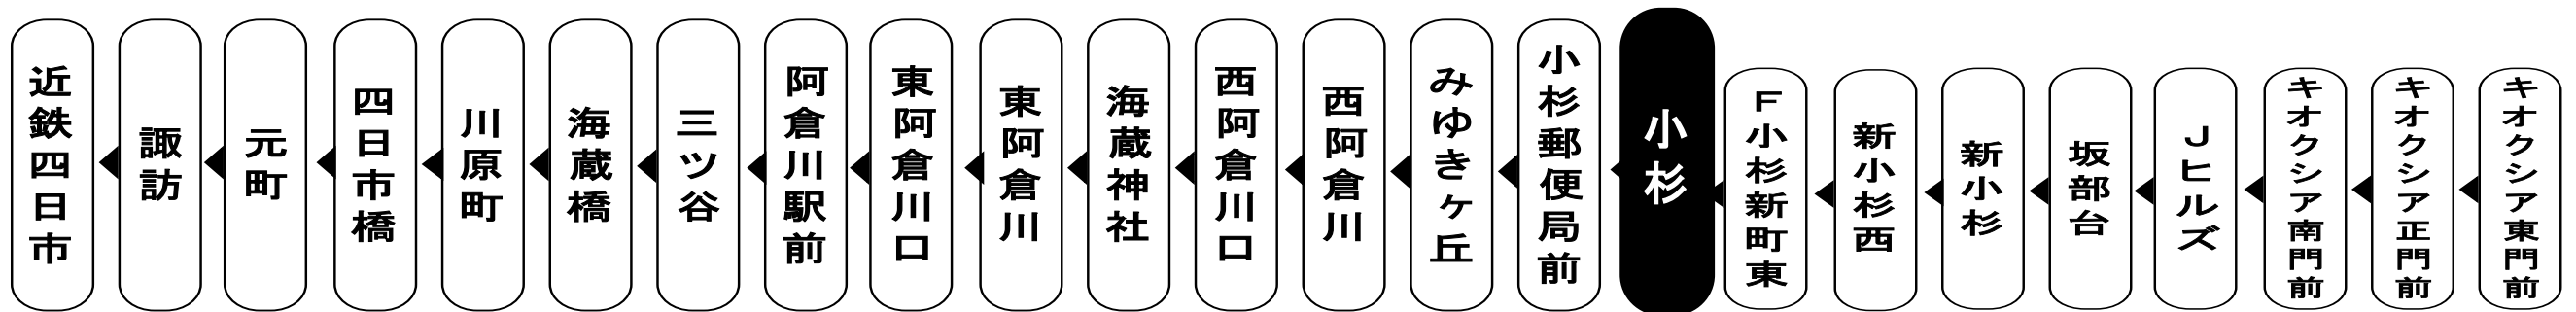 近鉄四日市
諏訪
元町
四日市橋
川原町
海蔵橋
三ツ谷
阿倉川駅前
東阿倉川口
東阿倉川
海蔵神社
西阿倉川口
西阿倉川
みゆきヶ丘
小杉郵便局前
小杉
F小杉新町東
新小杉西
新小杉
坂部台
Jヒルズ
キオクシア南門前
キオクシア正門前
キオクシア東門前